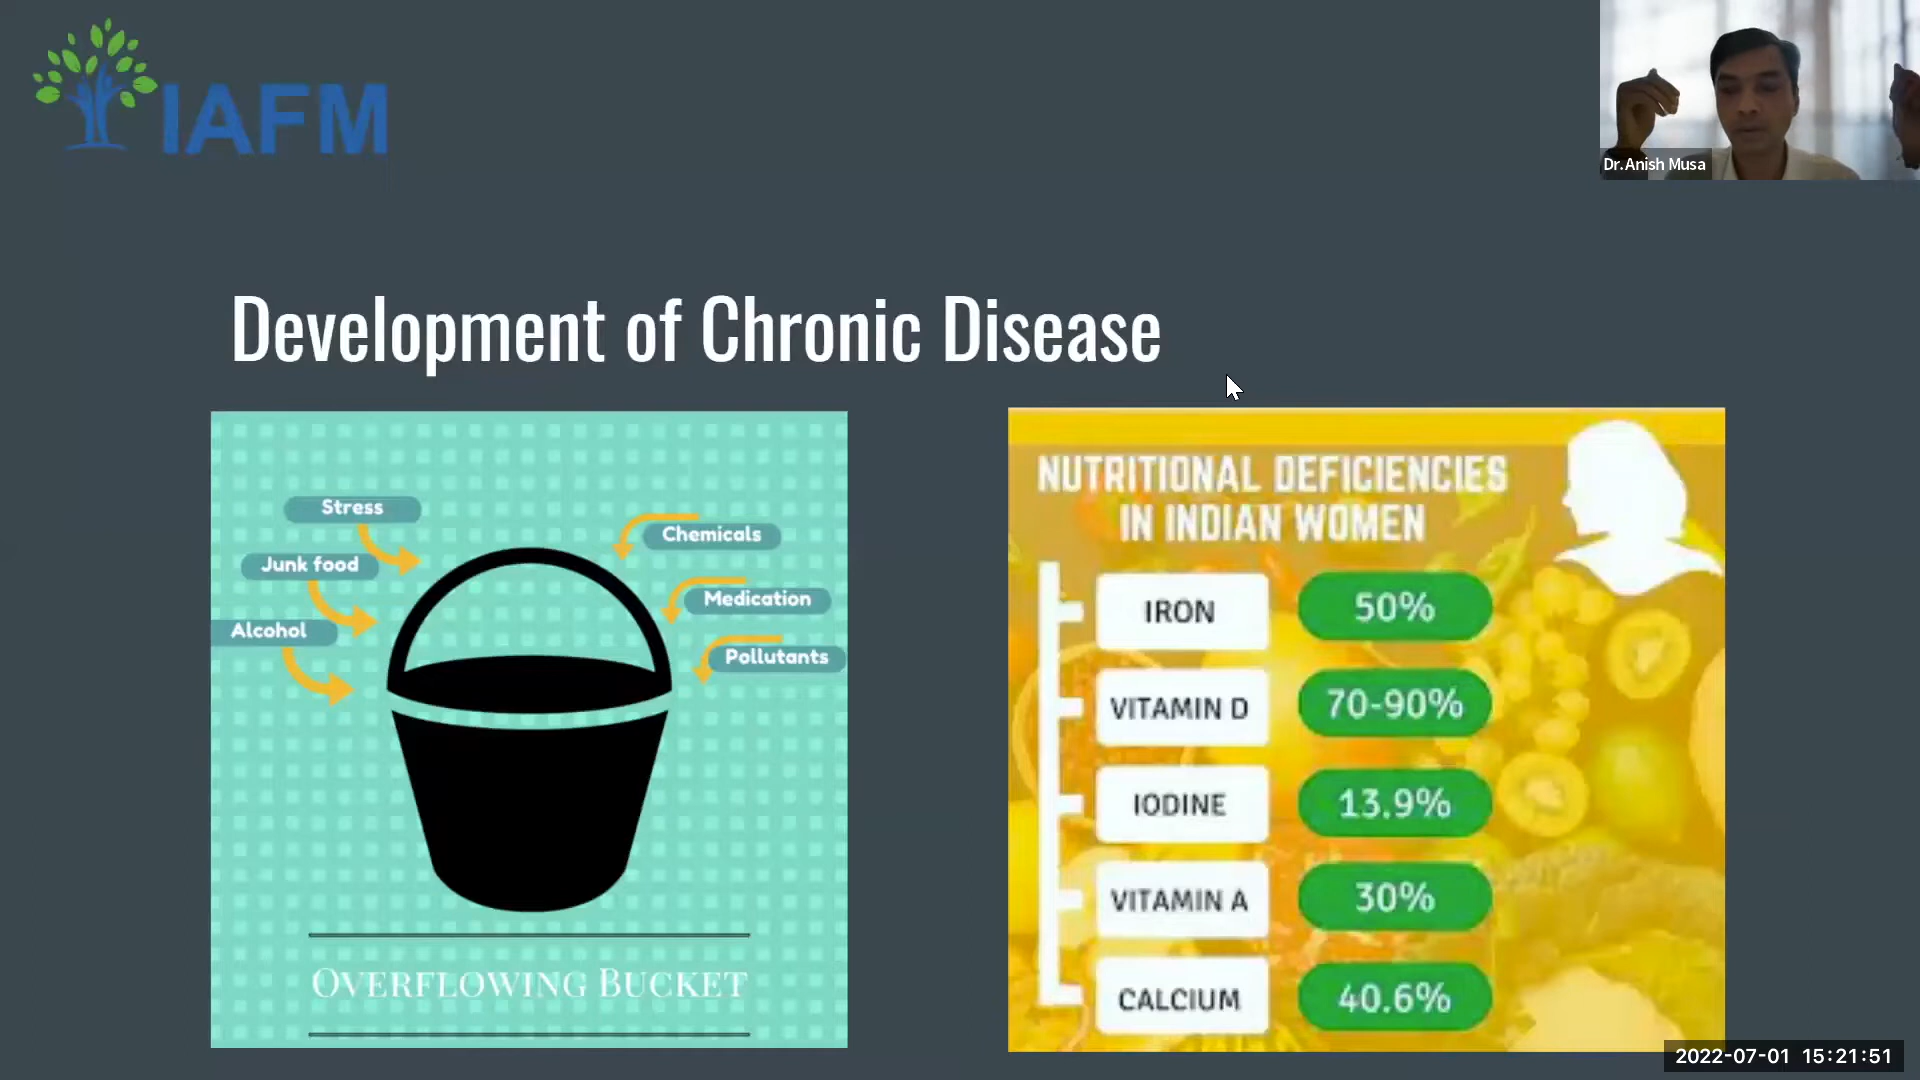 IAFM
Dr.Anish Musa
Development of Chronic Disease
Stress
Junk food
Alcohol
Chemicals
Medication
Pollutants
OVERFLOWING BUCKET
NUTRITIONAL DEFICIENCIES
IN INDIAN WOMEN
IRON 50%
VITAMIN D 70-90%
IODINE 13.9%
VITAMIN A 30%
CALCIUM 40.6%
2022-07-01 15:21:51